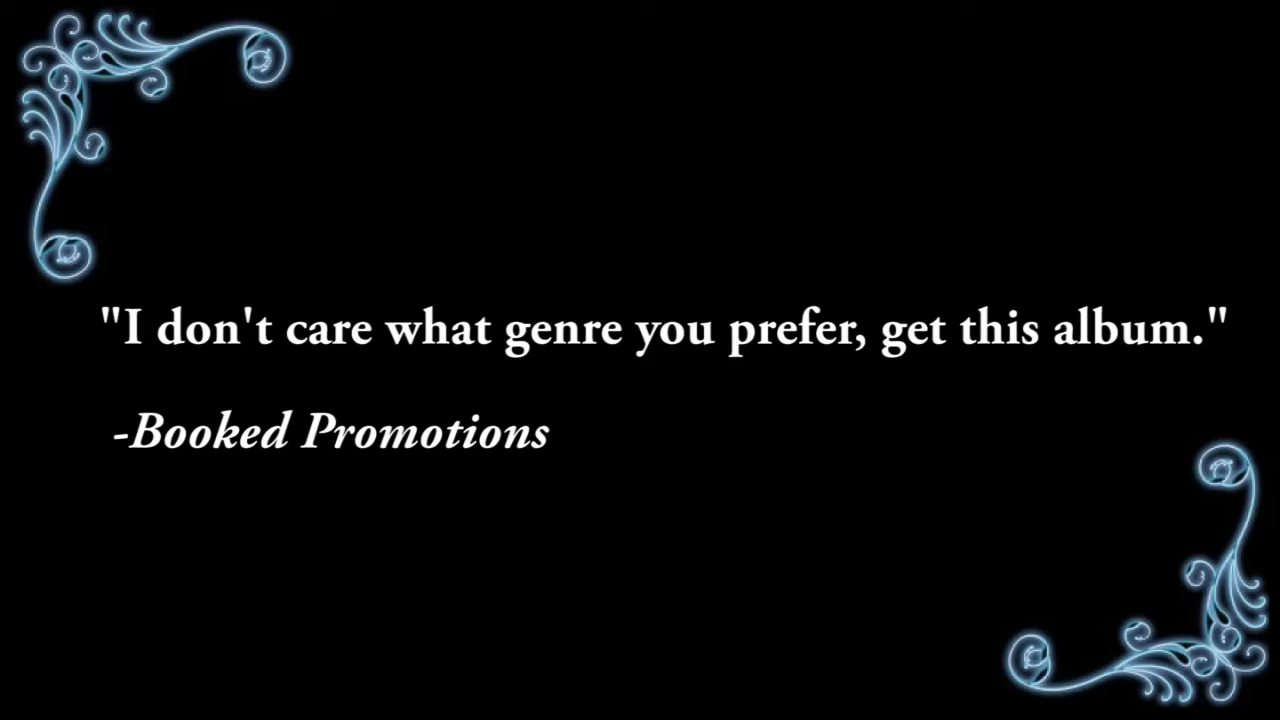 "I don't care what genre you prefer, get this album."
-Booked Promotions